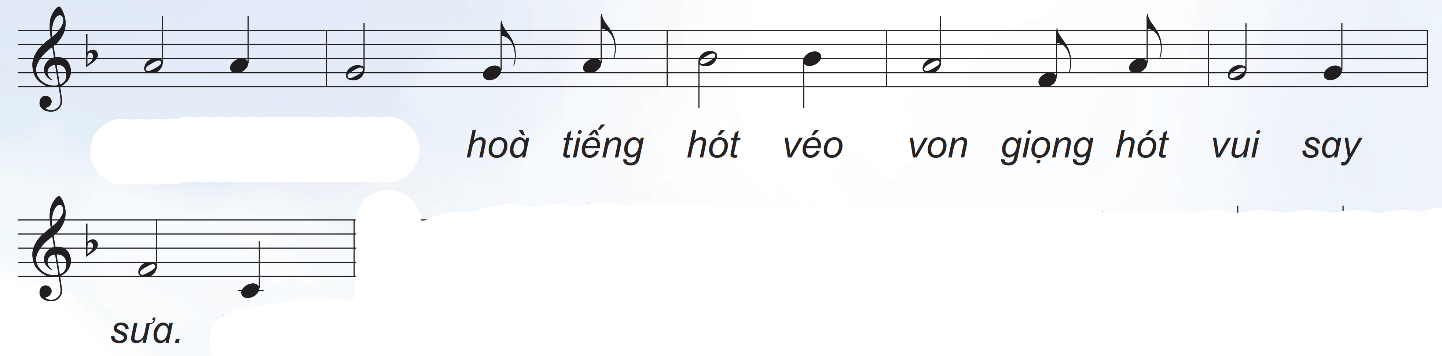 hoà tiếng hót véo von giọng hót vui say
sưa.